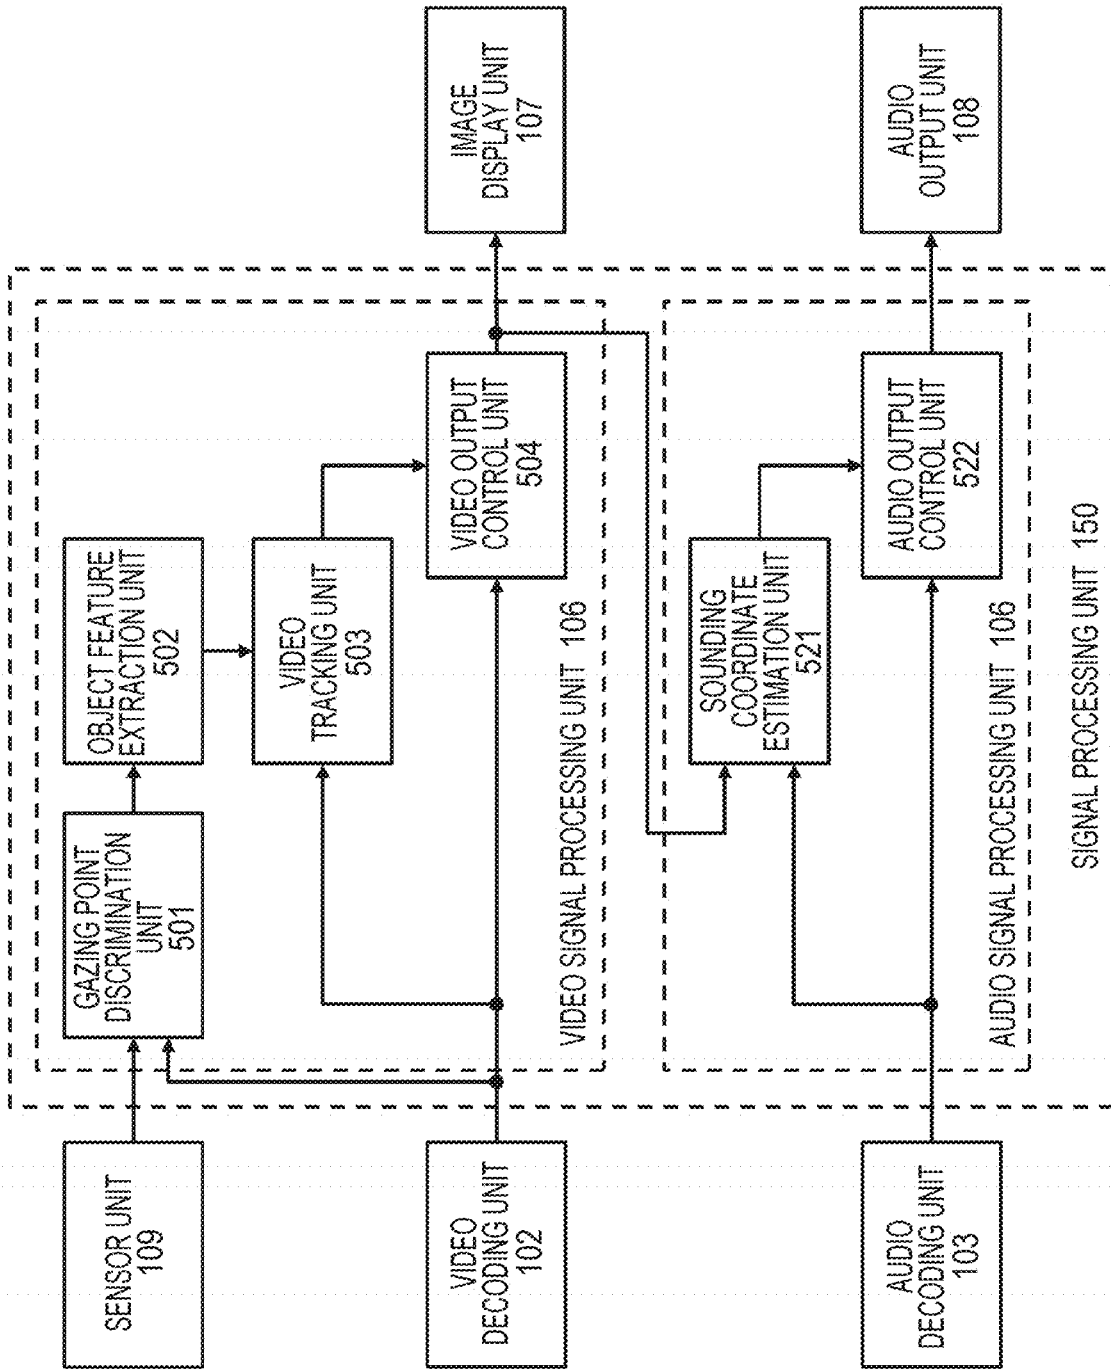 SENSOR UNIT
109
GAZING POINT
DISCRIMINATION
UNIT
501
OBJECT FEATURE
EXTRACTION UNIT
502
VIDEO
TRACKING UNIT
503
VIDEO
DECODING UNIT
102
VIDEO OUTPUT
CONTROL UNIT
504
IMAGE
DISPLAY UNIT
107
VIDEO SIGNAL PROCESSING UNIT 106
SOUNDING
COORDINATE
ESTIMATION UNIT
521
AUDIO
DECODING UNIT
103
AUDIO OUTPUT
CONTROL UNIT
522
AUDIO
OUTPUT UNIT
108
AUDIO SIGNAL PROCESSING UNIT 106
SIGNAL PROCESSING UNIT 150